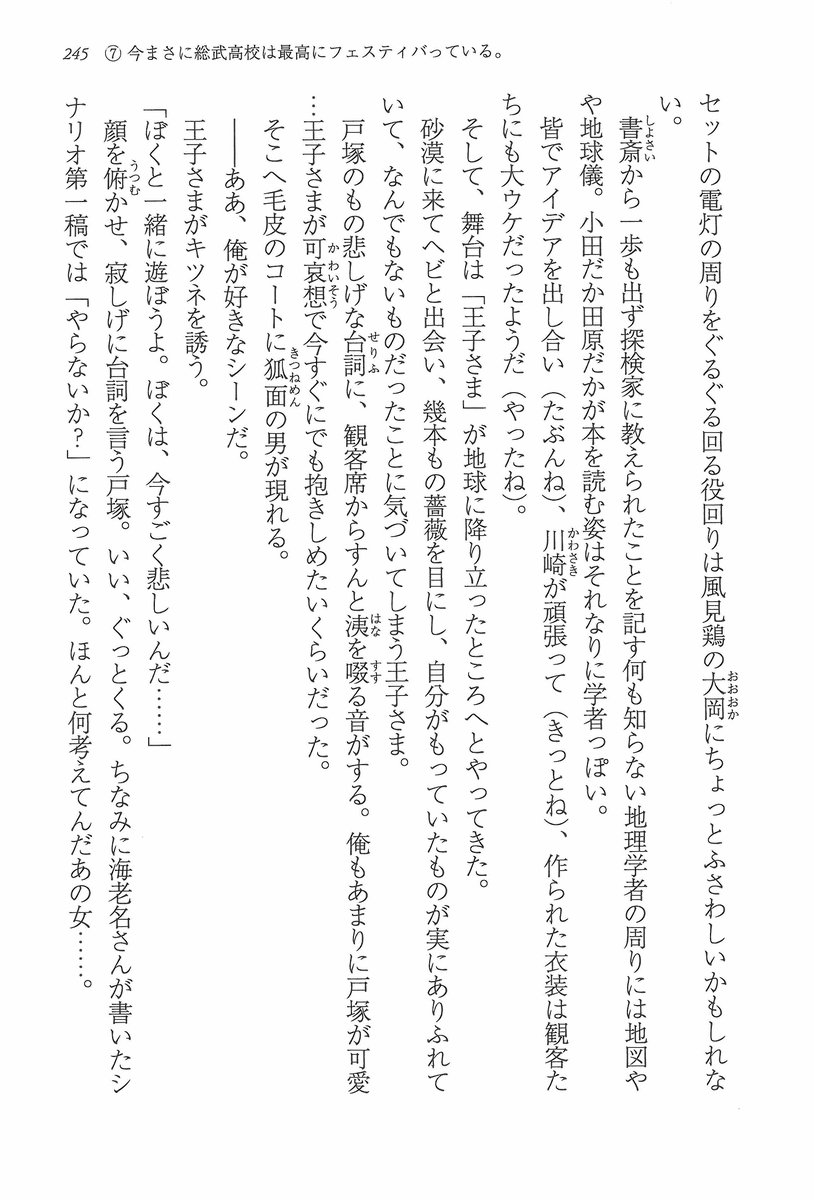 245　⑦ 今まさに総武高校は最高にフェスティバっている。
セットの電灯の周りをぐるぐる回る役回りは風見鶏の大岡にちょっとふさわしいかもしれな
い。
書斎から一歩も出ず探検家に教えられたことを記す何も知らない地理学者の周りには地図や
や地球儀。小田だか田原だかが本を読む姿はそれなりに学者っぽい。
皆でアイデアを出し合い（たぶんね）、川崎が頑張って（きっとね）、作られた衣装は観客た
ちにも大ウケだったようだ（やったね）。
そして、舞台は「王子さま」が地球に降り立ったところへとやってきた。
砂漠に来てヘビと出会い、幾本もの薔薇を目にし、自分がもっていたものが実にありふれて
いて、なんでもないものだったことに気づいてしまう王子さま。
戸塚のもの悲しげな台詞に、観客席からすんと洟を啜る音がする。俺もあまりに戸塚が可愛
…王子さまが可哀想で今すぐにでも抱きしめたいくらいだった。
そこへ毛皮のコートに狐面の男が現れる。
――ああ、俺が好きなシーンだ。
王子さまがキツネを誘う。
「ぼくと一緒に遊ぼうよ。ぼくは、今すごく悲しいんだ……」
顔を俯かせ、寂しげに台詞を言う戸塚。いい、ぐっとくる。ちなみに海老名さんが書いたシ
ナリオ第一稿では「やらないか？」になっていた。ほんと何考えてんだあの女……。